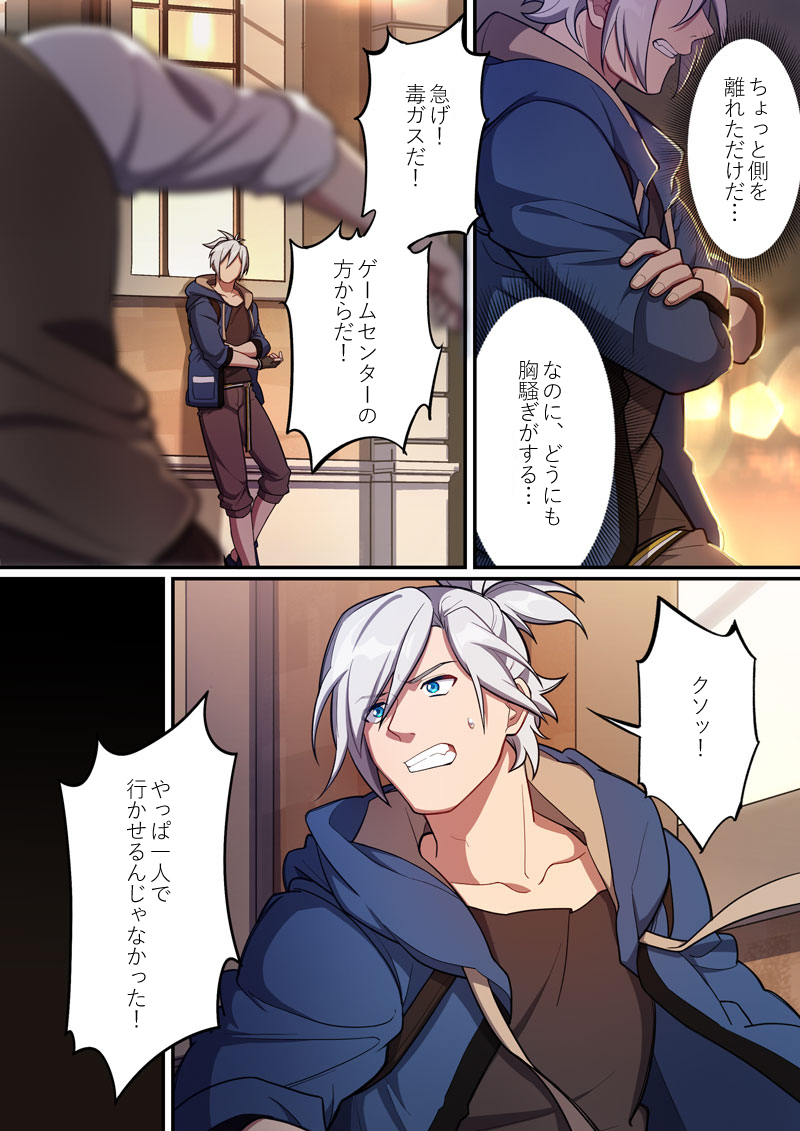 ちょっと側を
離れただけだ…
なのに、どうにも
胸騒ぎがする…
急げ！
毒ガスだ！
ゲームセンターの
方からだ！
クソッ！
やっぱ一人で
行かせるんじゃなかった！